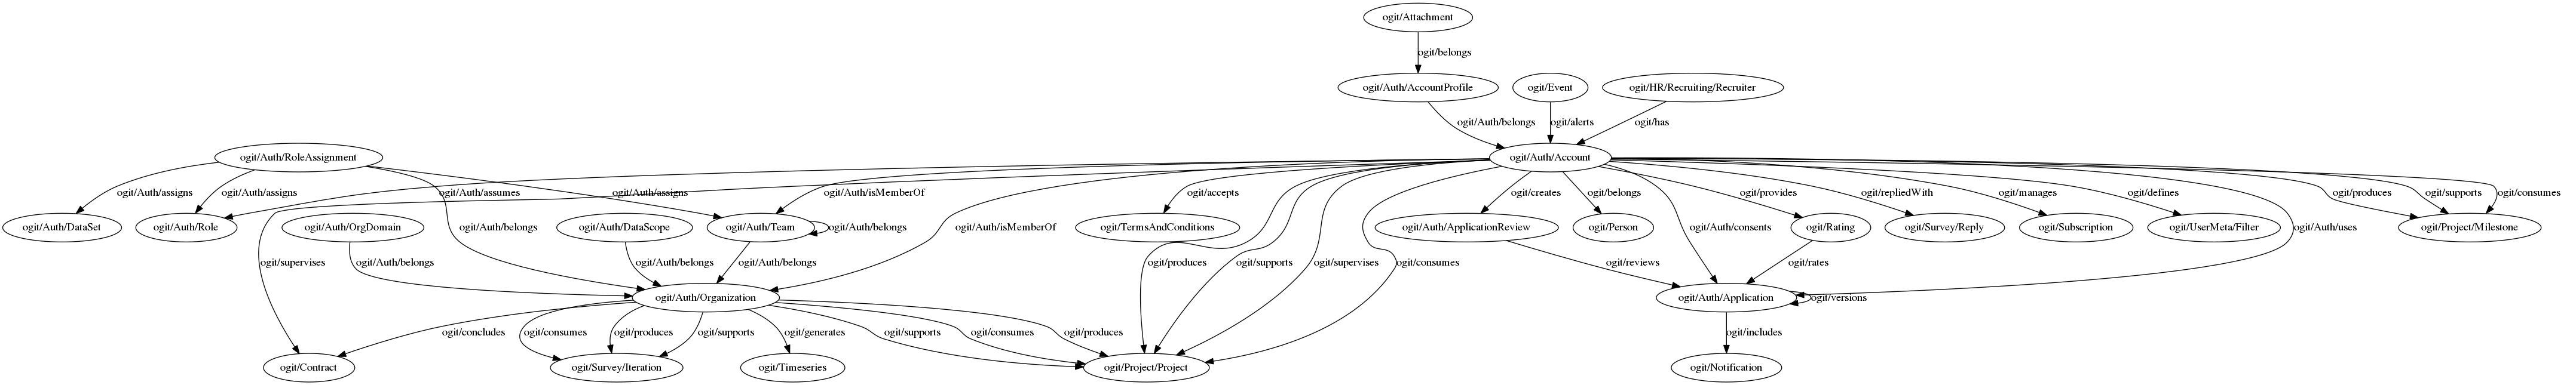 ogit/Attachment
ogit/belongs
ogit/Auth/AccountProfile
ogit/Event
ogit/HR/Recruiting/Recruiter
ogit/Auth/belongs
ogit/alerts
ogit/has
ogit/Auth/RoleAssignment
ogit/Auth/Account
ogit/Auth/assigns
ogit/Auth/assigns
ogit/Auth/assumes
ogit/Auth/assigns
ogit/Auth/isMemberOf
ogit/accepts
ogit/creates
ogit/belongs
ogit/provides
ogit/repliedWith
ogit/manages
ogit/defines
ogit/produces
ogit/supports
ogit/consumes
ogit/Auth/DataSet
ogit/Auth/Role
ogit/Auth/OrgDomain
ogit/Auth/belongs
ogit/Auth/DataScope
ogit/Auth/Team
ogit/Auth/belongs
ogit/Auth/isMemberOf
ogit/TermsAndConditions
ogit/Auth/ApplicationReview
ogit/Person
ogit/Auth/consents
ogit/Rating
ogit/Survey/Reply
ogit/Subscription
ogit/UserMeta/Filter
ogit/Auth/uses
ogit/Project/Milestone
ogit/supervises
ogit/Auth/belongs
ogit/Auth/belongs
ogit/Auth/belongs
ogit/produces
ogit/supports
ogit/supervises
ogit/consumes
ogit/reviews
ogit/rates
ogit/Auth/Organization
ogit/Auth/Application
ogit/versions
ogit/concludes
ogit/consumes
ogit/produces
ogit/supports
ogit/generates
ogit/supports
ogit/consumes
ogit/produces
ogit/includes
ogit/Contract
ogit/Survey/Iteration
ogit/Timeseries
ogit/Project/Project
ogit/Notification